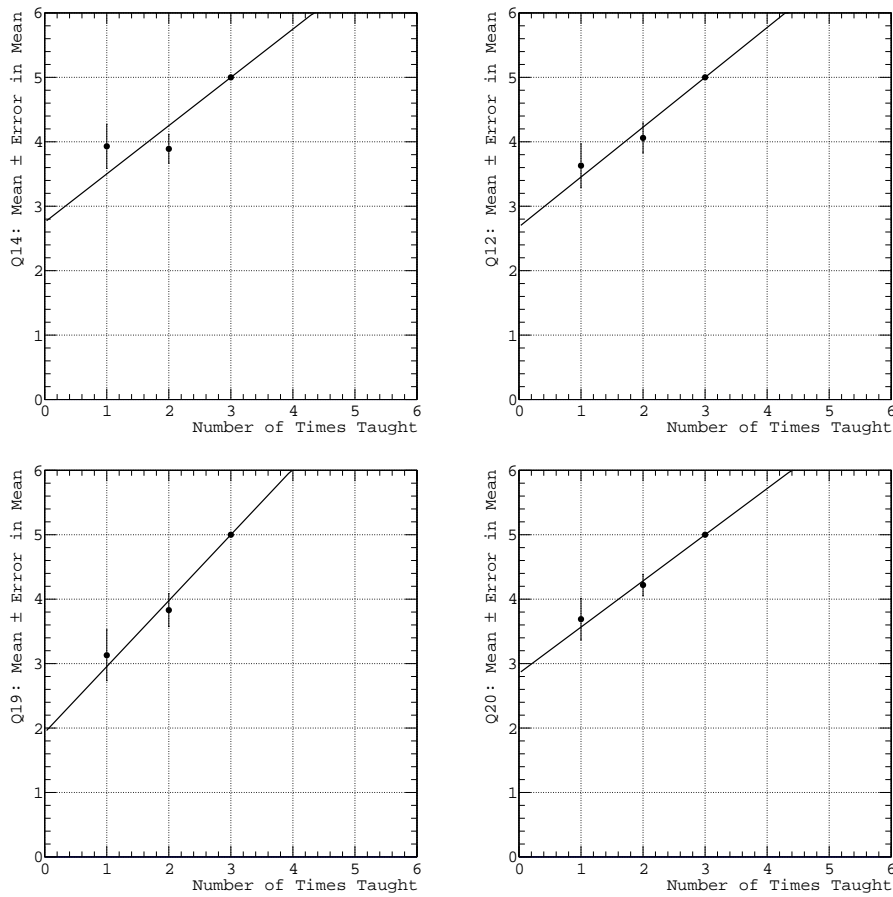 Q14: Mean ± Error in Mean
6
5
4
3
2
1
0
0 1 2 3 4 5 6
Number of Times Taught
Q12: Mean ± Error in Mean
6
5
4
3
2
1
0
0 1 2 3 4 5 6
Number of Times Taught
Q19: Mean ± Error in Mean
6
5
4
3
2
1
0
0 1 2 3 4 5 6
Number of Times Taught
Q20: Mean ± Error in Mean
6
5
4
3
2
1
0
0 1 2 3 4 5 6
Number of Times Taught